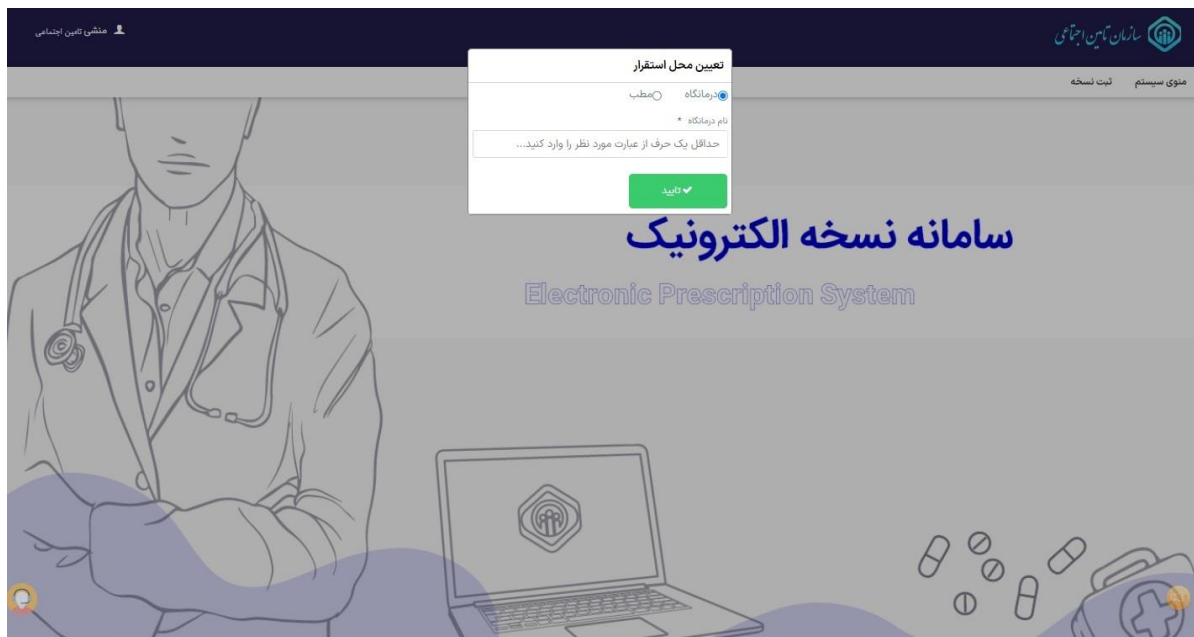 سازمان تامین اجتماعی
منشی تامین اجتماعی
منوی سیستم
ثبت نسخه
تعیین محل استقرار
درمانگاه
مطب
نام درمانگاه *
حداقل یک حرف از عبارت مورد نظر را وارد کنید...
تایید
سامانه نسخه الکترونیک
Electronic Prescription System